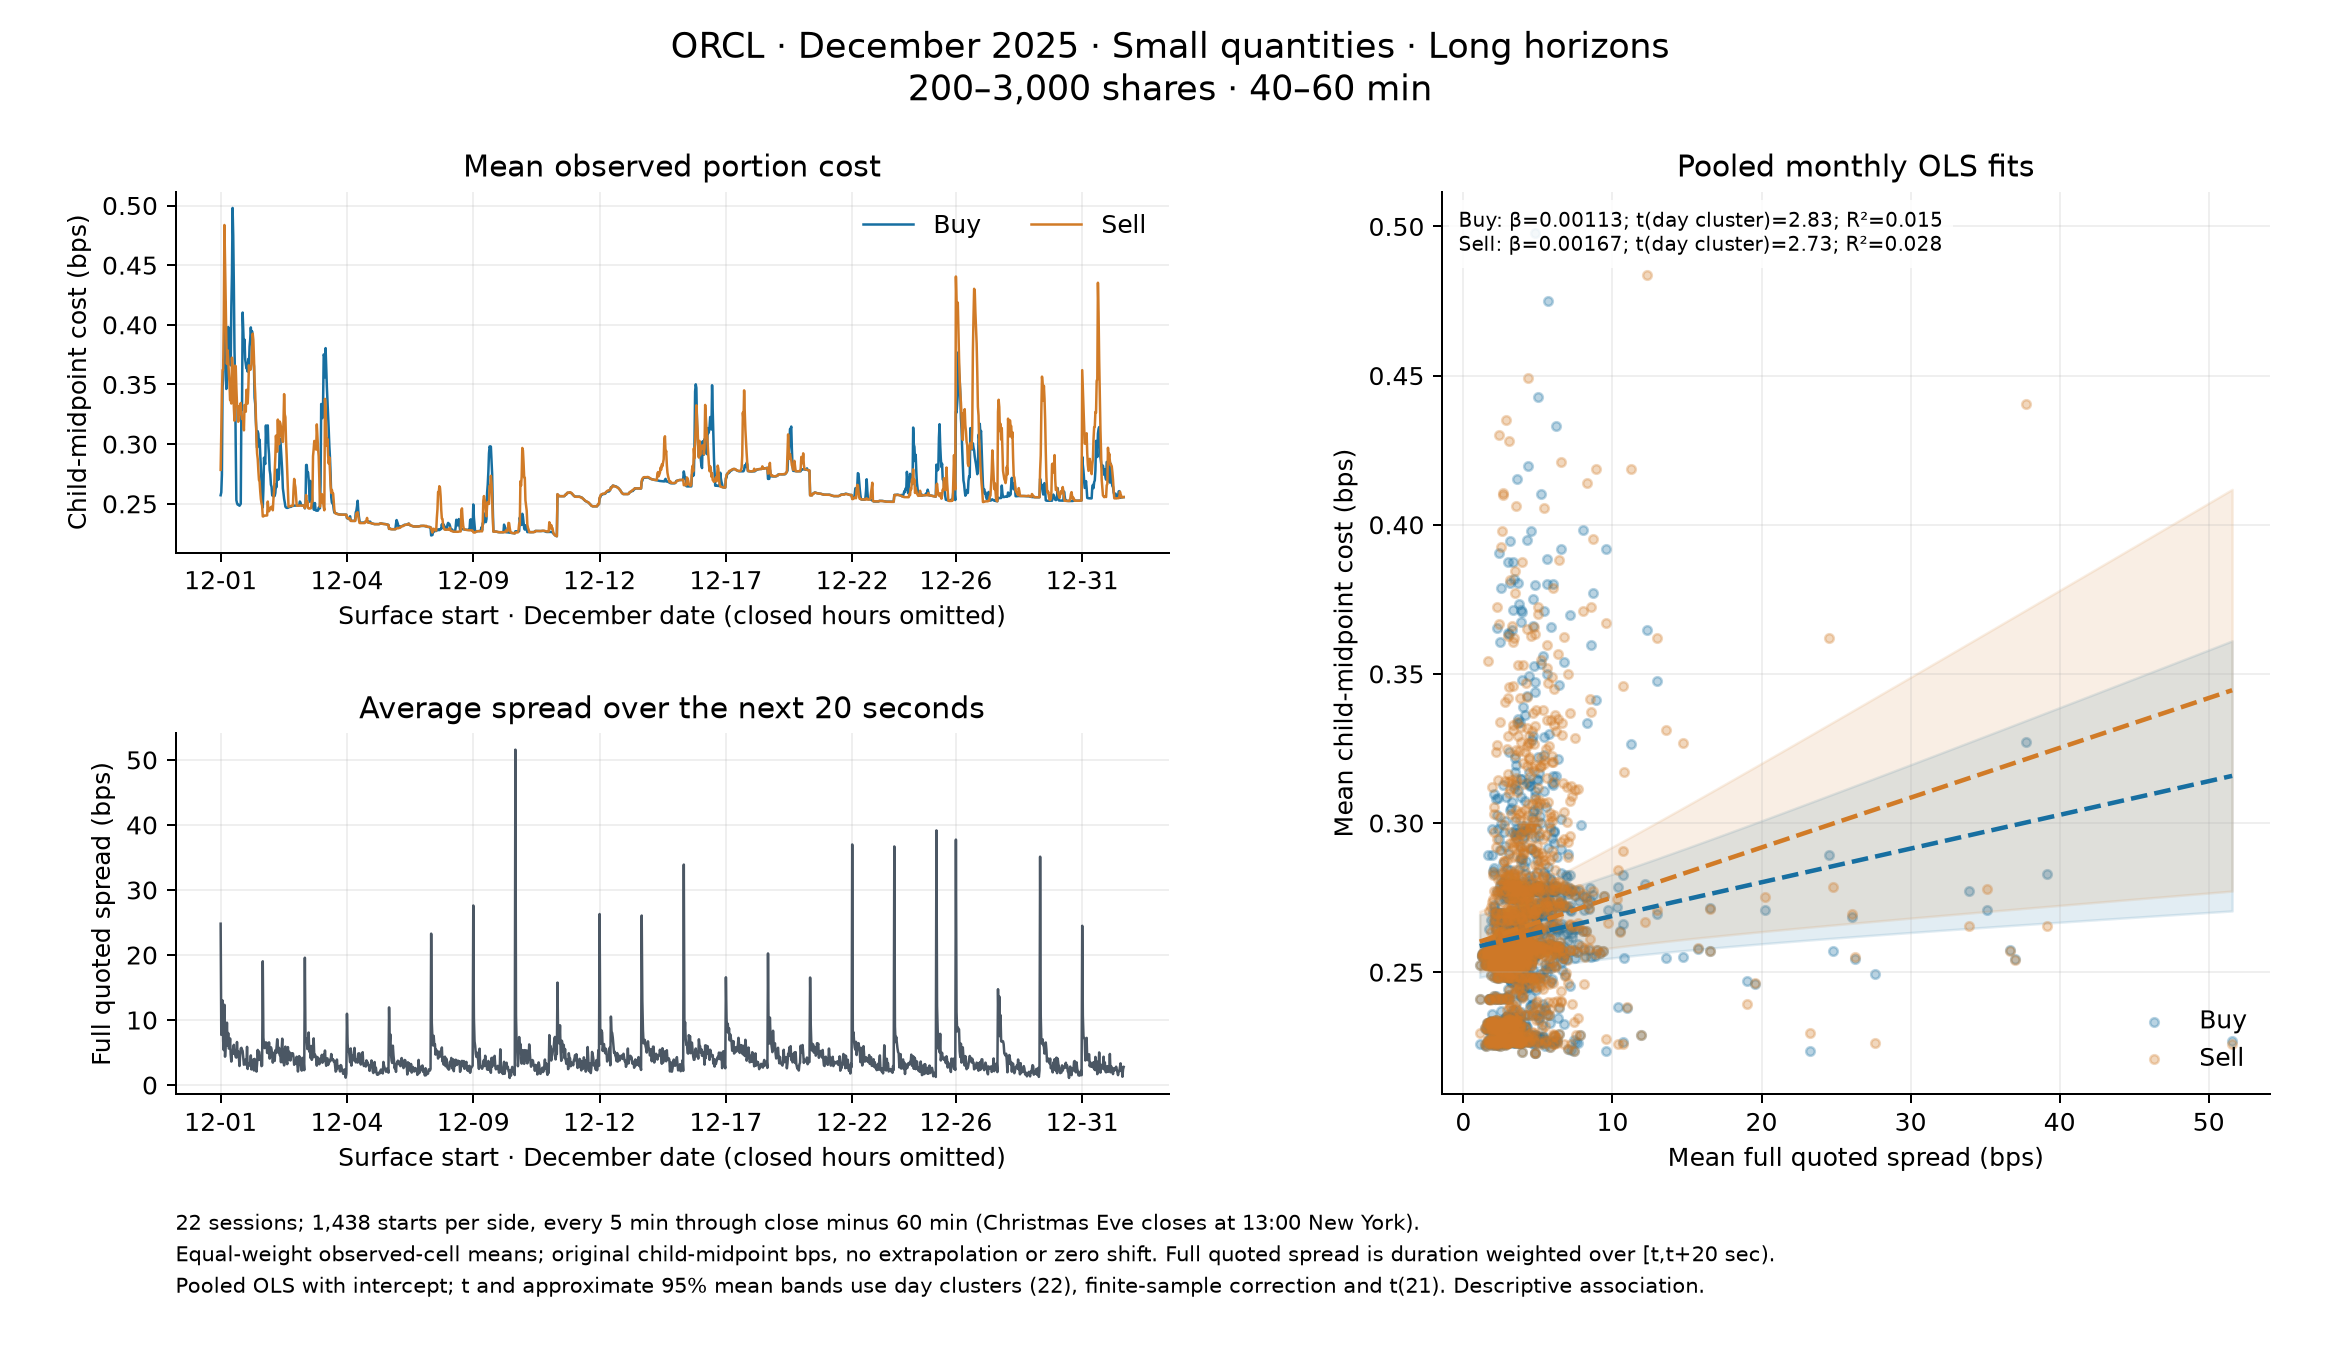 ORCL · December 2025 · Small quantities · Long horizons
200–3,000 shares · 40–60 min
Mean observed portion cost
Child-midpoint cost (bps)
0.50
0.45
0.40
0.35
0.30
0.25
Buy
Sell
12-01
12-04
12-09
12-12
12-17
12-22
12-26
12-31
Surface start · December date (closed hours omitted)
Average spread over the next 20 seconds
Full quoted spread (bps)
50
40
30
20
10
0
12-01
12-04
12-09
12-12
12-17
12-22
12-26
12-31
Surface start · December date (closed hours omitted)
Pooled monthly OLS fits
Buy: β=0.00113; t(day cluster)=2.83; R²=0.015
Sell: β=0.00167; t(day cluster)=2.73; R²=0.028
Mean child-midpoint cost (bps)
0.50
0.45
0.40
0.35
0.30
0.25
Buy
Sell
0
10
20
30
40
50
Mean full quoted spread (bps)
22 sessions; 1,438 starts per side, every 5 min through close minus 60 min (Christmas Eve closes at 13:00 New York).
Equal-weight observed-cell means; original child-midpoint bps, no extrapolation or zero shift. Full quoted spread is duration weighted over [t,t+20 sec).
Pooled OLS with intercept; t and approximate 95% mean bands use day clusters (22), finite-sample correction and t(21). Descriptive association.